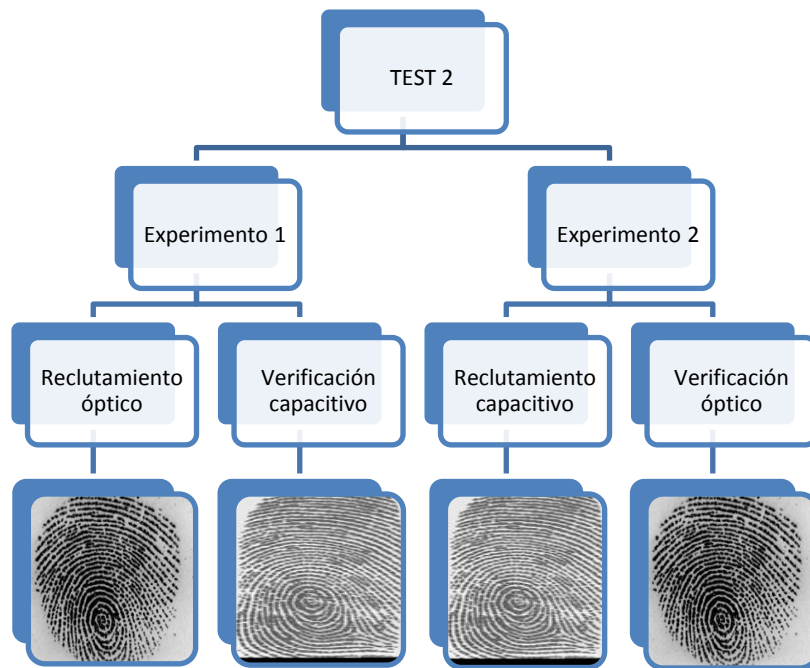 TEST 2
Experimento 1
Experimento 2
Reclutamiento
óptico
Verificación
capacitivo
Reclutamiento
capacitivo
Verificación
óptico